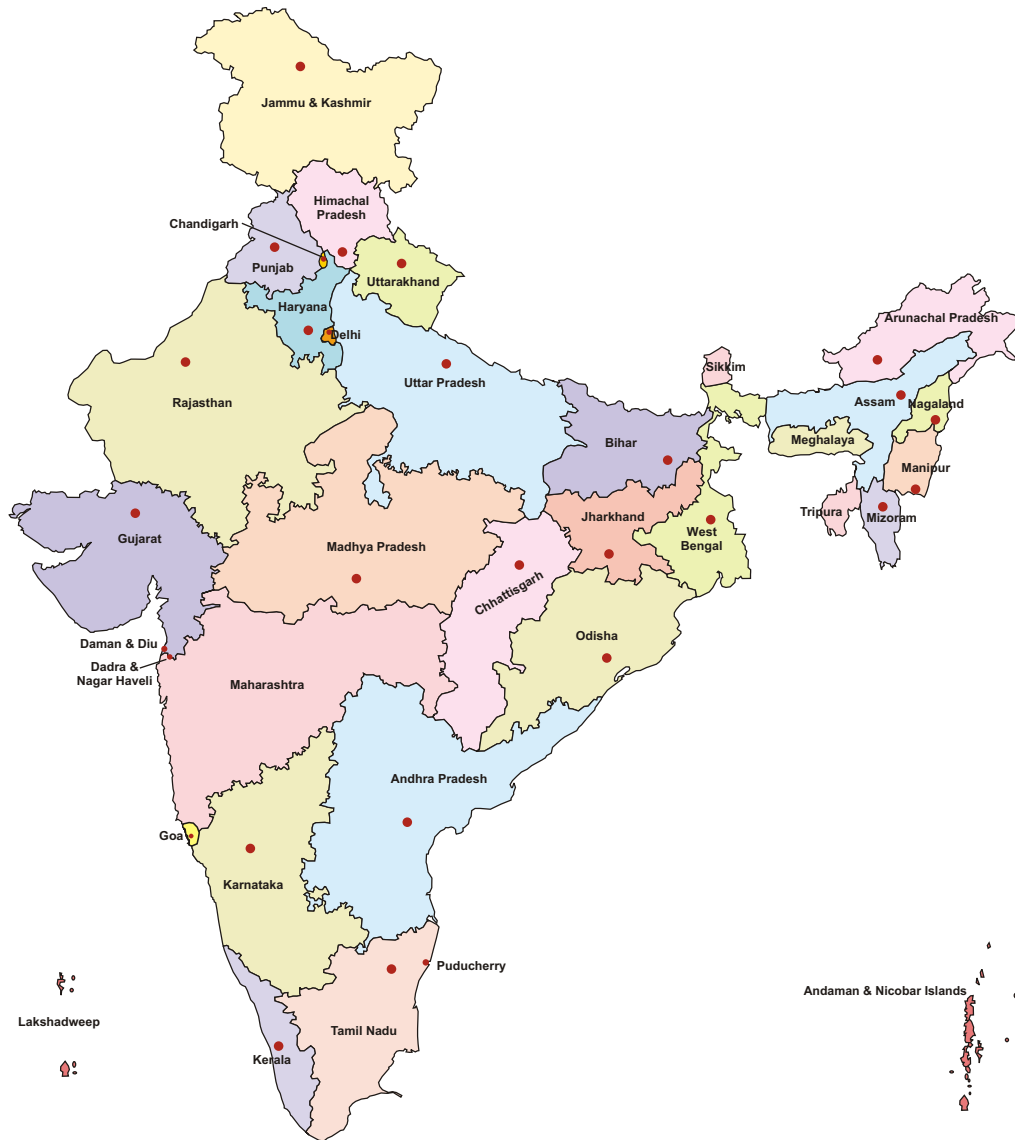 Jammu & Kashmir
Himachal
Pradesh
Chandigarh
Punjab
Uttarakhand
Haryana
Delhi
Arunachal Pradesh
Sikkim
Uttar Pradesh
Rajasthan
Assam
Nagaland
Meghalaya
Bihar
Manipur
Tripura
Mizoram
Jharkhand
West
Bengal
Gujarat
Madhya Pradesh
Chhattisgarh
Odisha
Daman & Diu
Dadra &
Nagar Haveli
Maharashtra
Andhra Pradesh
Goa
Karnataka
Puducherry
Andaman & Nicobar Islands
Lakshadweep
Tamil Nadu
Kerala